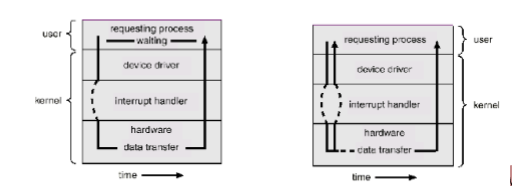 user
requesting process
waiting
device driver
kernel
interrupt handler
hardware
data transfer
time
requesting process
user
device driver
interrupt handler
kernel
hardware
data transfer
time